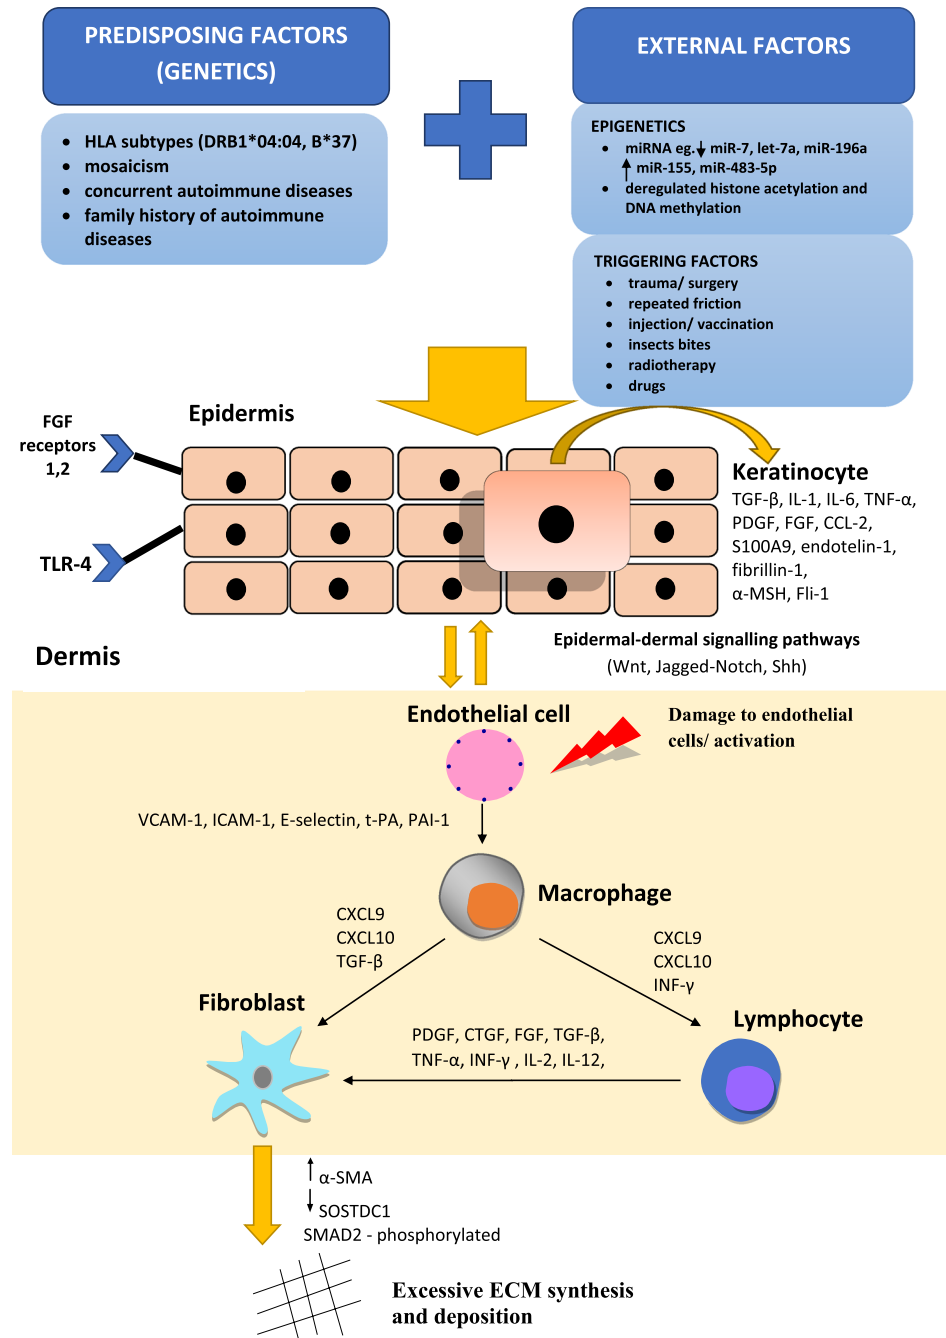 PREDISPOSING FACTORS
(GENETICS)
• HLA subtypes (DRB1*04:04, B*37)
• mosaicism
• concurrent autoimmune diseases
• family history of autoimmune
diseases
EXTERNAL FACTORS
EPIGENETICS
• miRNA eg.↓ miR-7, let-7a, miR-196a
↑ miR-155, miR-483-5p
• deregulated histone acetylation and
DNA methylation
TRIGGERING FACTORS
• trauma/ surgery
• repeated friction
• injection/ vaccination
• insects bites
• radiotherapy
• drugs
Epidermis
FGF
receptors
1,2
TLR-4
Keratinocyte
TGF-β, IL-1, IL-6, TNF-α,
PDGF, FGF, CCL-2,
S100A9, endotelin-1,
fibrillin-1,
α-MSH, Fli-1
Epidermal-dermal signalling pathways
(Wnt, Jagged-Notch, Shh)
Dermis
Endothelial cell
Damage to endothelial
cells/ activation
VCAM-1, ICAM-1, E-selectin, t-PA, PAI-1
Macrophage
CXCL9
CXCL10
TGF-β
CXCL9
CXCL10
INF-γ
Fibroblast
Lymphocyte
PDGF, CTGF, FGF, TGF-β,
TNF-α, INF-γ , IL-2, IL-12,
↑ α-SMA
↓ SOSTDC1
SMAD2 - phosphorylated
Excessive ECM synthesis
and deposition